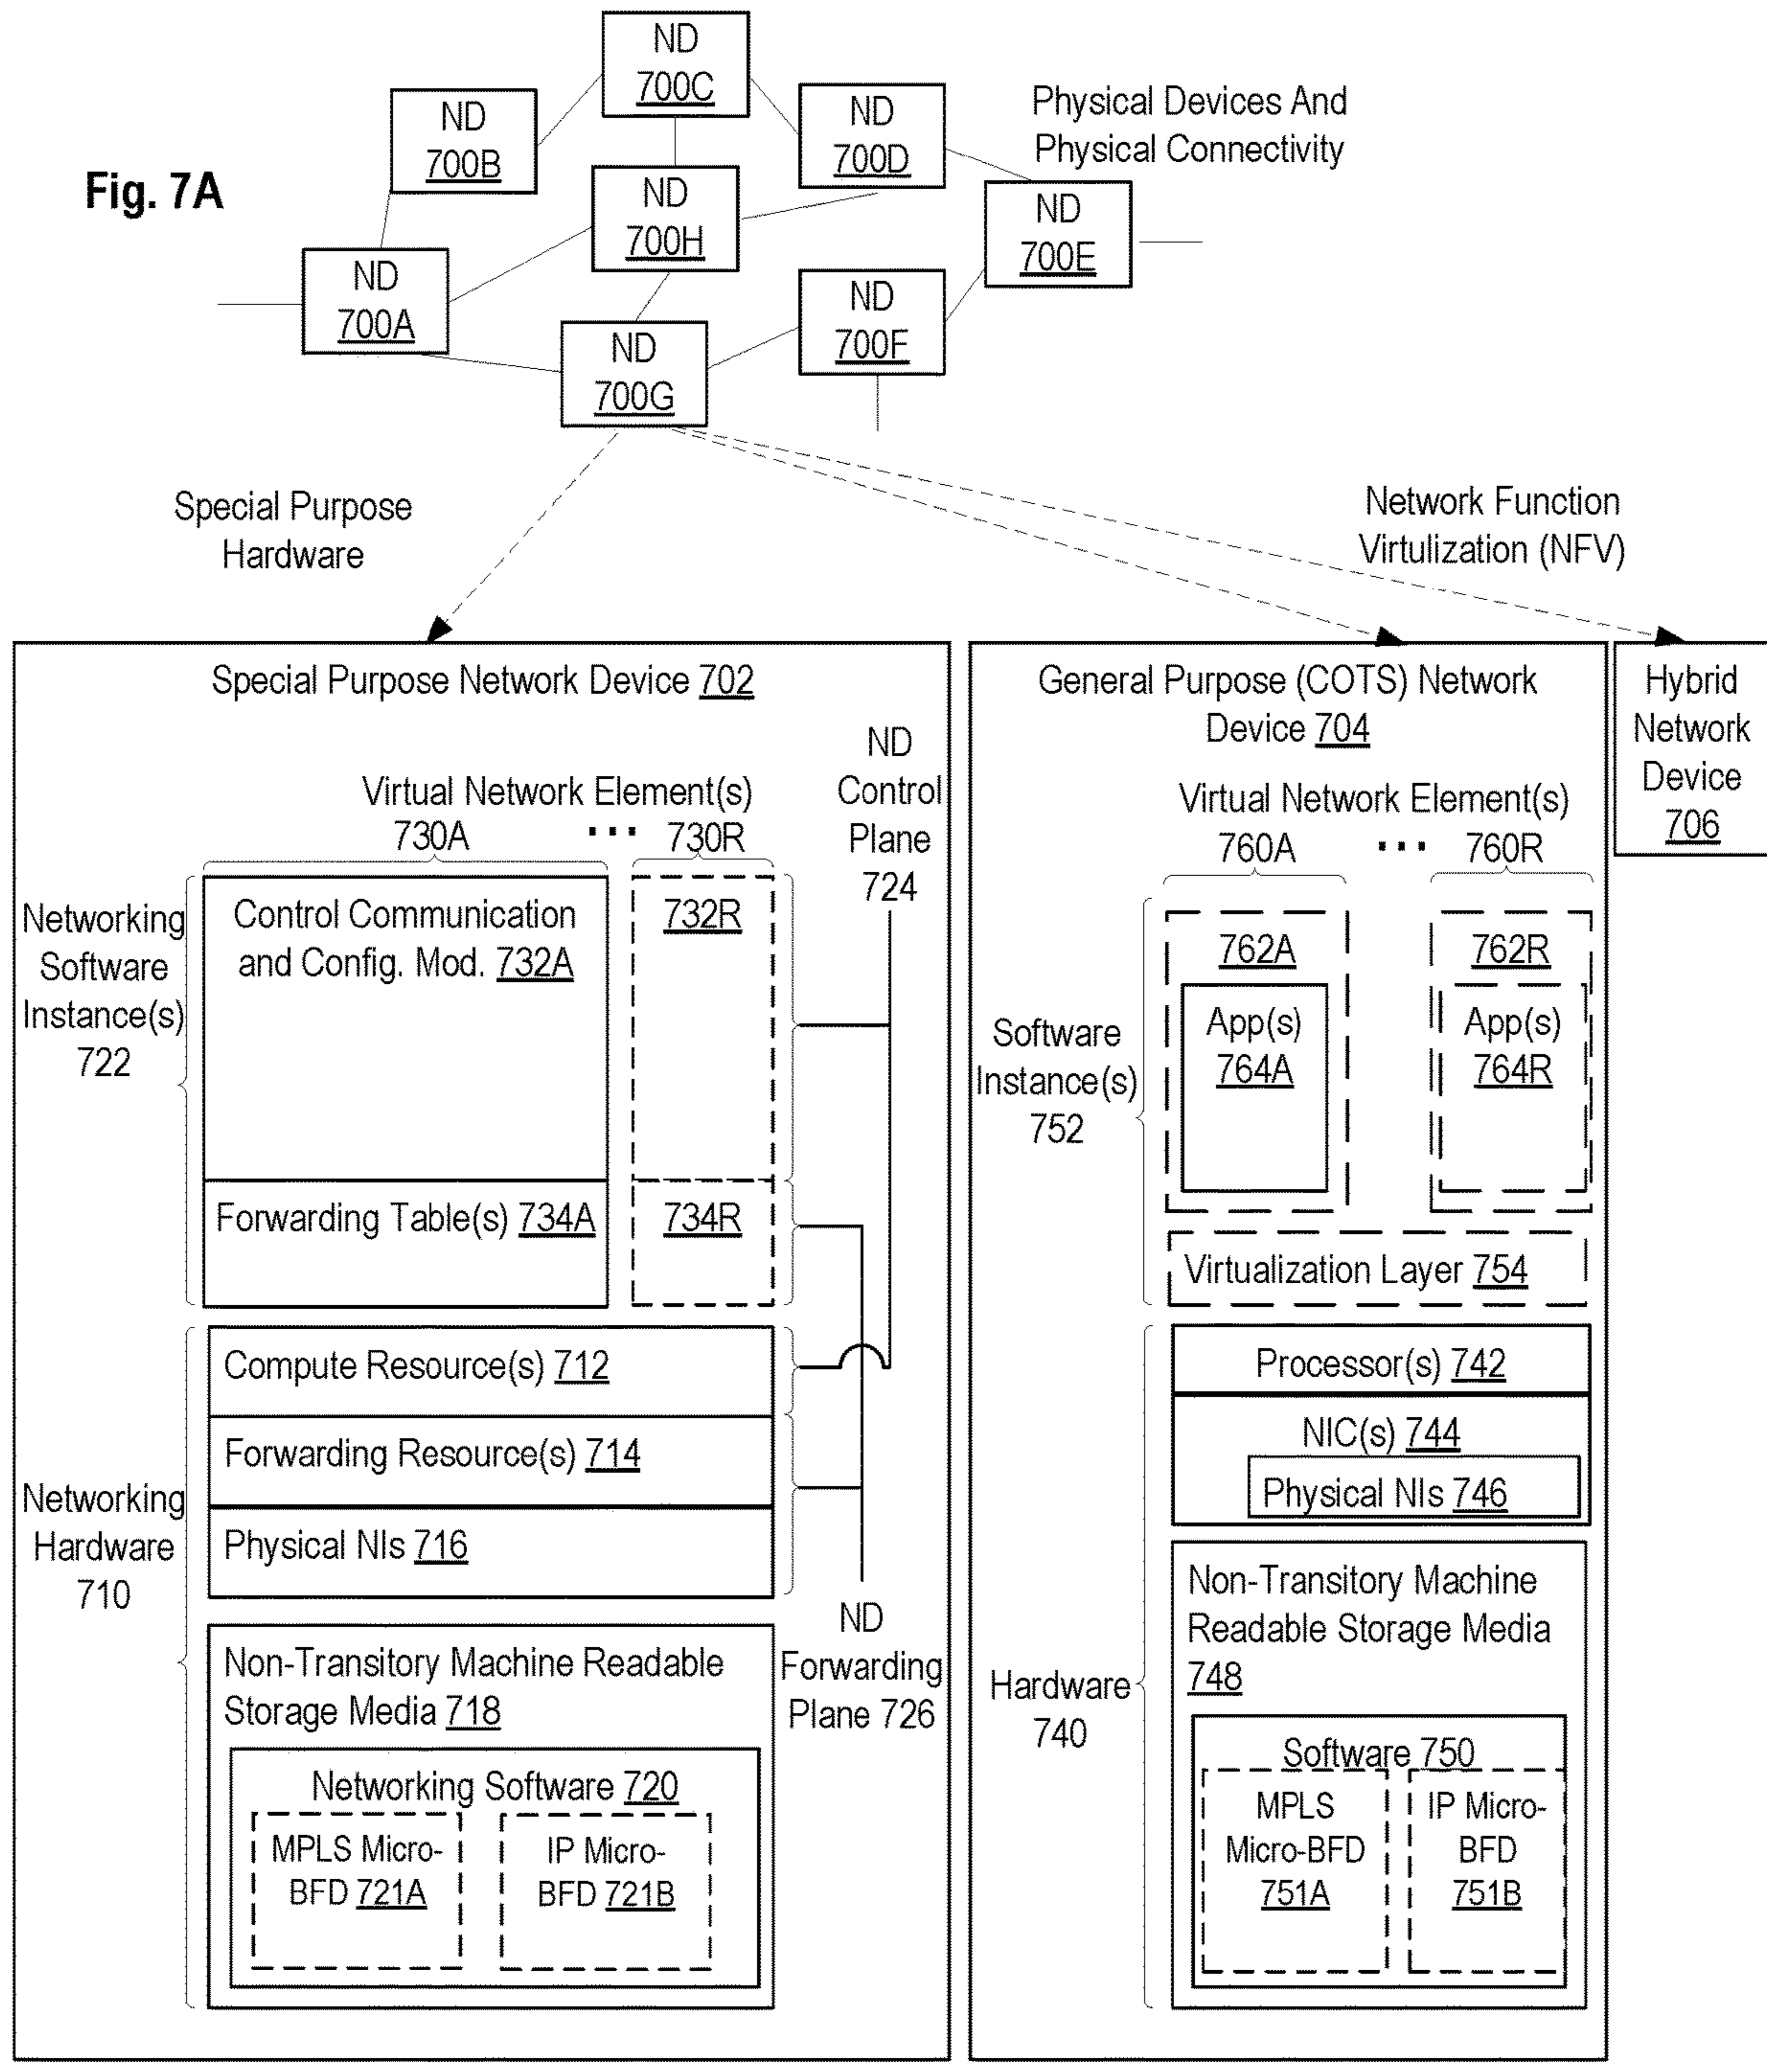 Fig. 7A
ND
700C
ND
700B
ND
700D
Physical Devices And
Physical Connectivity
ND
700H
ND
700E
ND
700A
ND
700F
ND
700G
Special Purpose
Hardware
Network Function
Virtulization (NFV)
Special Purpose Network Device 702
ND
Control
Plane
724
Virtual Network Element(s)
730A
...
730R
Networking
Software
Instance(s)
722
Control Communication
and Config. Mod. 732A
732R
Forwarding Table(s) 734A
734R
Networking
Hardware
710
Compute Resource(s) 712
Forwarding Resource(s) 714
Physical NIs 716
ND
Forwarding
Plane 726
Non-Transitory Machine Readable
Storage Media 718
Networking Software 720
MPLS Micro-
BFD 721A
IP Micro-
BFD 721B
General Purpose (COTS) Network
Device 704
Virtual Network Element(s)
760A
...
760R
Software
Instance(s)
752
762A
App(s)
764A
762R
App(s)
764R
Virtualization Layer 754
Hardware
740
Processor(s) 742
NIC(s) 744
Physical NIs 746
Non-Transitory Machine
Readable Storage Media
748
Software 750
MPLS
Micro-BFD
751A
IP Micro-
BFD
751B
Hybrid
Network
Device
706